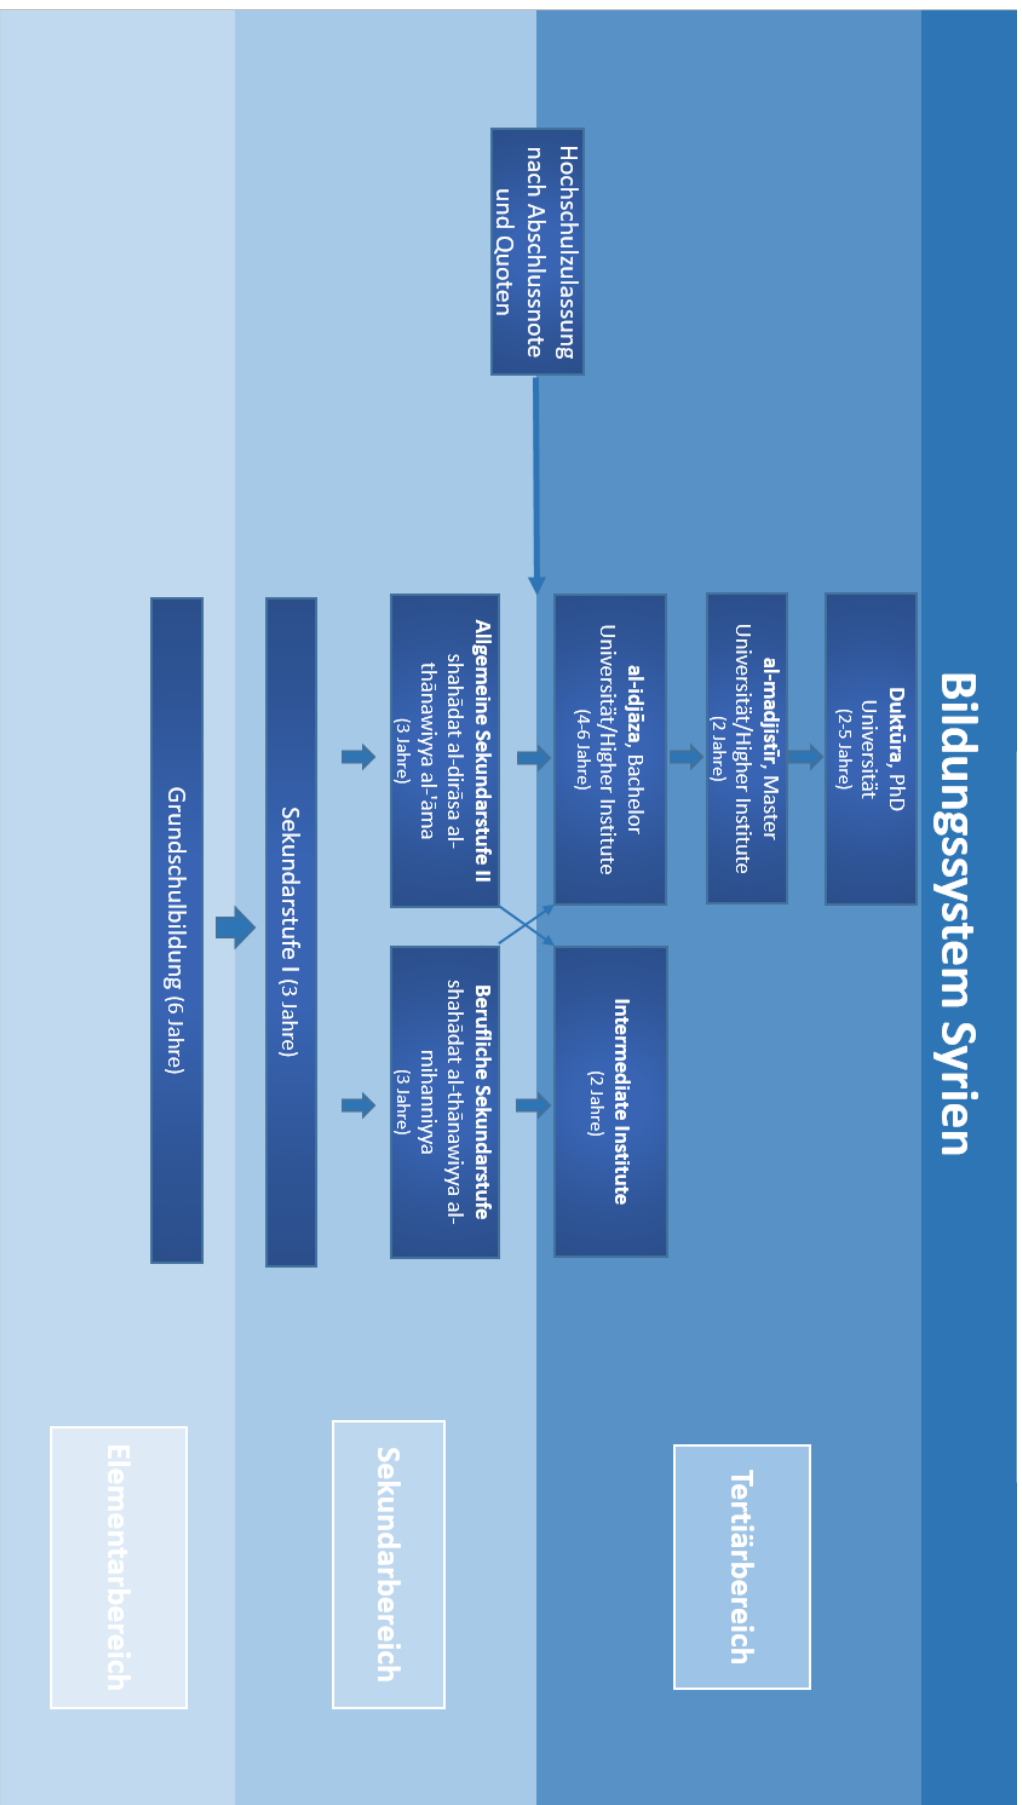 Bildungssystem Syrien
Duktūra, PhD
Universität
(2-5 Jahre)
al-madjistīr, Master
Universität/Higher Institute
(2 Jahre)
Tertiärbereich
al-idjāza, Bachelor
Universität/Higher Institute
(4-6 Jahre)
Intermediate Institute
(2 Jahre)
Hochschulzulassung
nach Abschlussnote
und Quoten
Allgemeine Sekundarstufe II
shahādat al-dirāsa al-
thānawiyya al-'āma
(3 Jahre)
Berufliche Sekundarstufe
shahādat al-thānawiyya al-
mihanniyya
(3 Jahre)
Sekundarbereich
Sekundarstufe I (3 Jahre)
Grundschulbildung (6 Jahre)
Elementarbereich